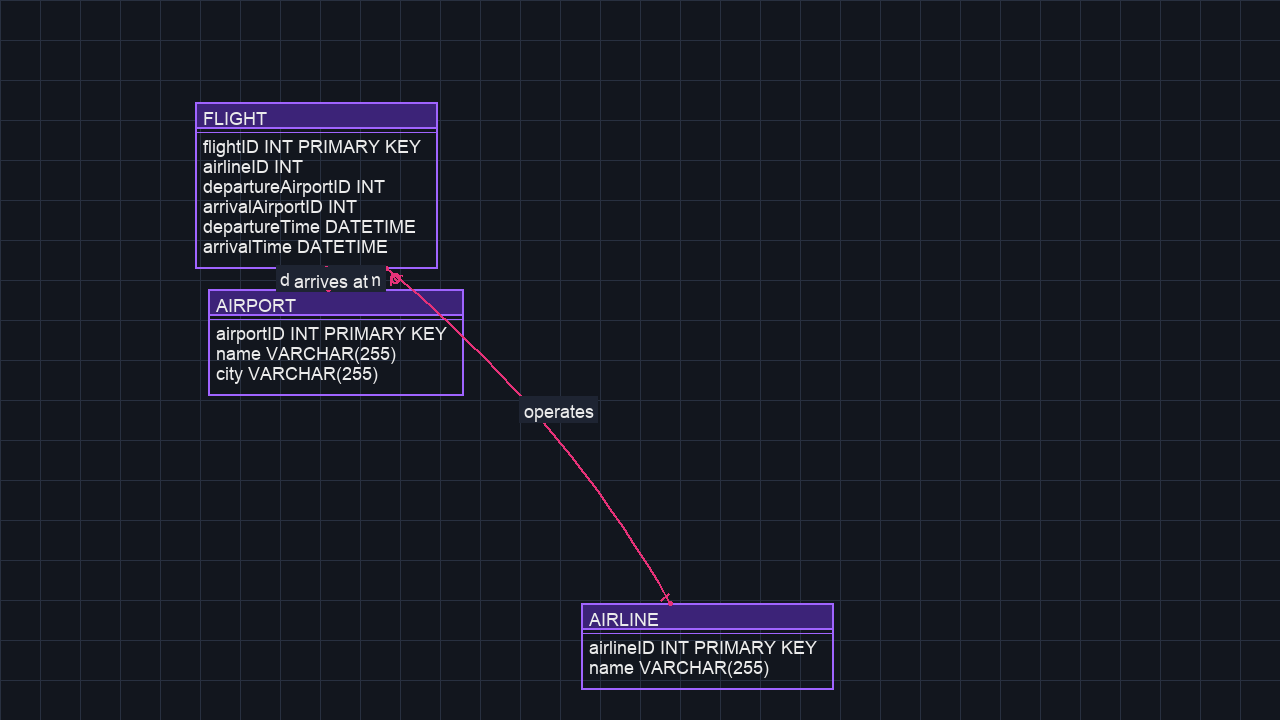 FLIGHT
flightID INT PRIMARY KEY
airlineID INT
departureAirportID INT
arrivalAirportID INT
departureTime DATETIME
arrivalTime DATETIME
arrives at
AIRPORT
airportID INT PRIMARY KEY
name VARCHAR(255)
city VARCHAR(255)
operates
AIRLINE
airlineID INT PRIMARY KEY
name VARCHAR(255)